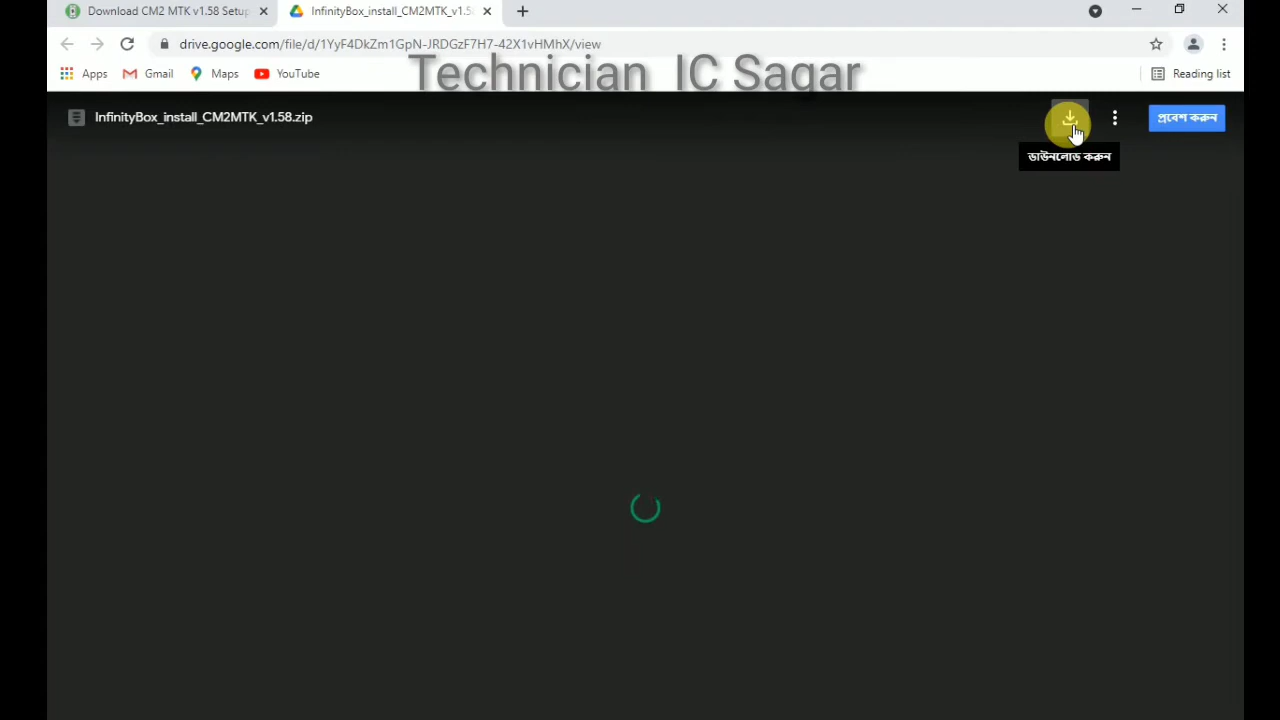 Download CM2 MTK v1.58 Setup
InfinityBox_install_CM2MTK_v1.5
drive.google.com/file/d/1YyF4DkZm1GpN-JRDGzF7H7-42X1vHMhX/view
Apps
Gmail
Maps
YouTube
Reading list
Technician IC Sagar
InfinityBox_install_CM2MTK_v1.58.zip
প্রবেশ করুন
ডাউনলোড করুন